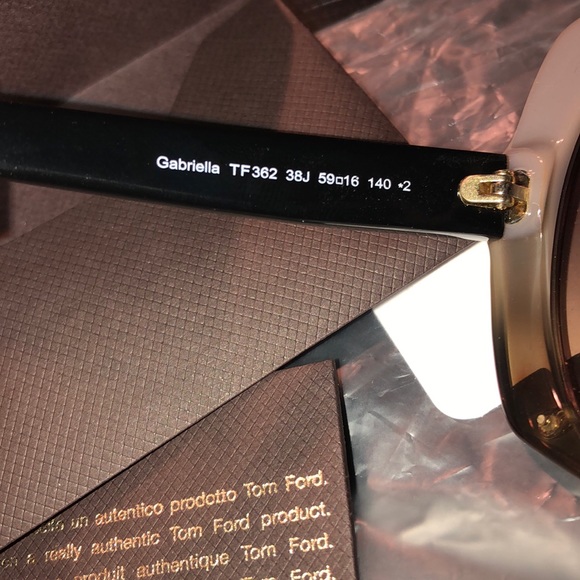 Gabriella TF362 38J 59□16 140 *2
un autentico prodotto Tom Ford.
a really authentic Tom Ford product.
produit authentique Tom Ford.
Tom Ford.